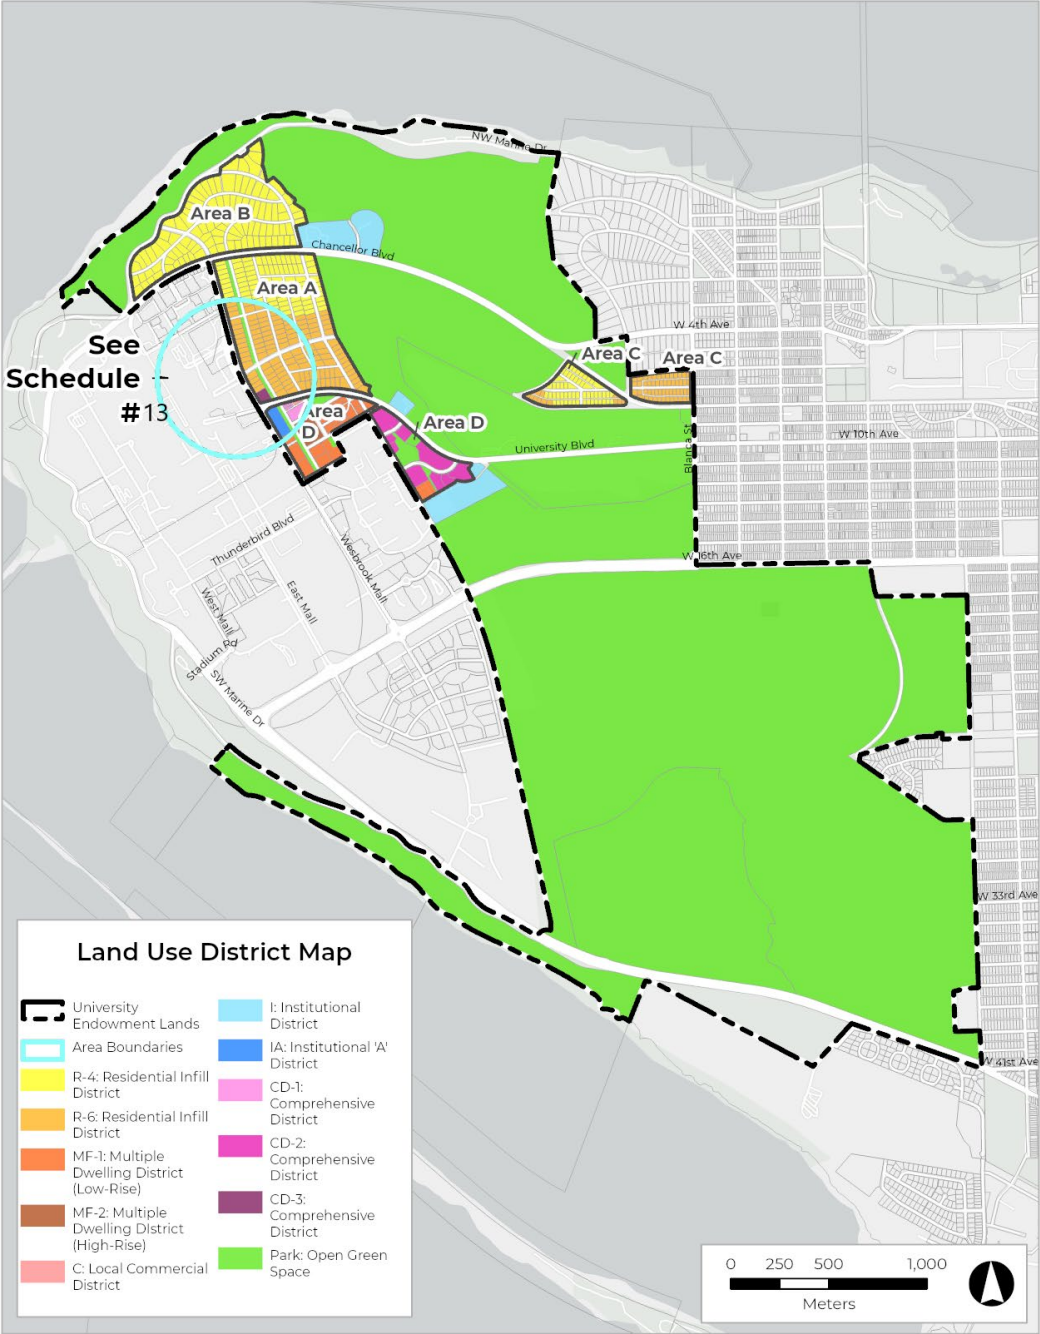 NW Marine Dr
Area B
Chancellor Blvd
Area A
W 4th Ave
See
Schedule
#13
Area C
Area C
Area
D
Area D
W 10th Ave
University Blvd
Blanca St
W 16th Ave
Thunderbird Blvd
Wesbrook Mall
East Mall
West Mall
Stadium Rd
SW Marine Dr
W 33rd Ave
W 41st Ave
Land Use District Map
University
Endowment Lands
Area Boundaries
R-4: Residential Infill
District
R-6: Residential Infill
District
MF-1: Multiple
Dwelling District
(Low-Rise)
MF-2: Multiple
Dwelling DIstrict
(High-Rise)
C: Local Commercial
District
I: Institutional
District
IA: Institutional 'A'
District
CD-1:
Comprehensive
District
CD-2:
Comprehensive
District
CD-3:
Comprehensive
District
Park: Open Green
Space
0 250 500 1,000
Meters